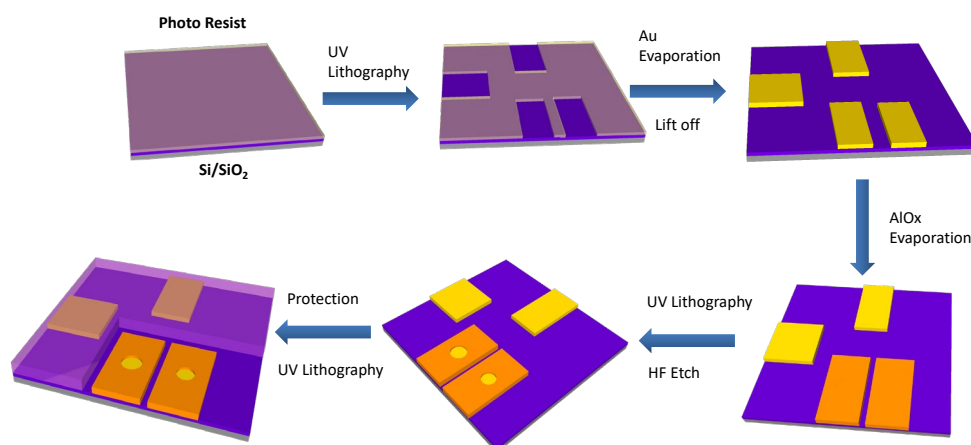 Photo Resist
UV
Lithography
Si/SiO₂
Au
Evaporation
Lift off
AlOx
Evaporation
UV Lithography
HF Etch
Protection
UV Lithography